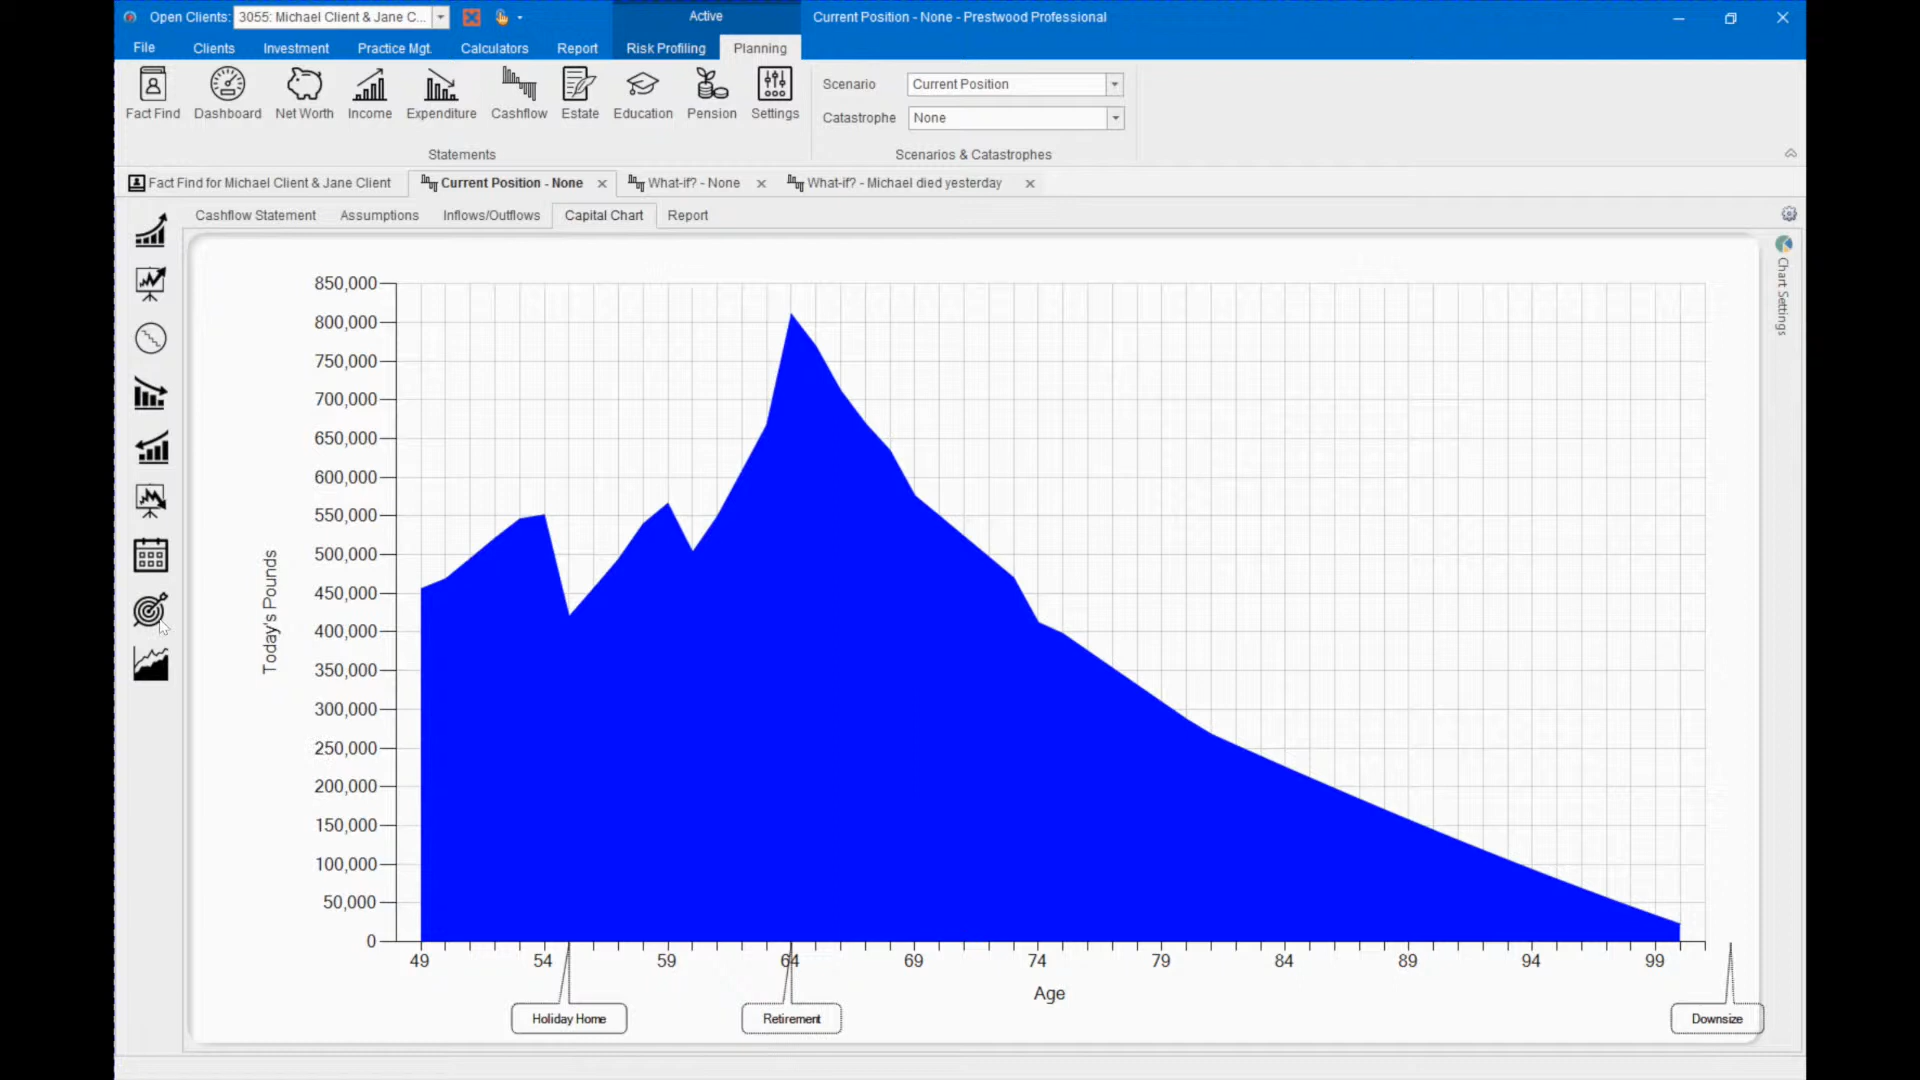 Open Clients: 3055: Michael Client & Jane C... Active Current Position - None - Prestwood Professional
File Clients Investment Practice Mgt. Calculators Report Risk Profiling Planning
Fact Find Dashboard Net Worth Income Expenditure Cashflow Estate Education Pension Settings
Scenario Current Position
Catastrophe None
Statements Scenarios & Catastrophes
Fact Find for Michael Client & Jane Client Current Position - None What-if? - None What-if? - Michael died yesterday
Cashflow Statement Assumptions Inflows/Outflows Capital Chart Report
Chart Settings
850,000
800,000
750,000
700,000
650,000
600,000
550,000
500,000
450,000
400,000
350,000
300,000
250,000
200,000
150,000
100,000
50,000
0
Today's Pounds
49 54 59 64 69 74 79 84 89 94 99
Age
Holiday Home Retirement Downsize